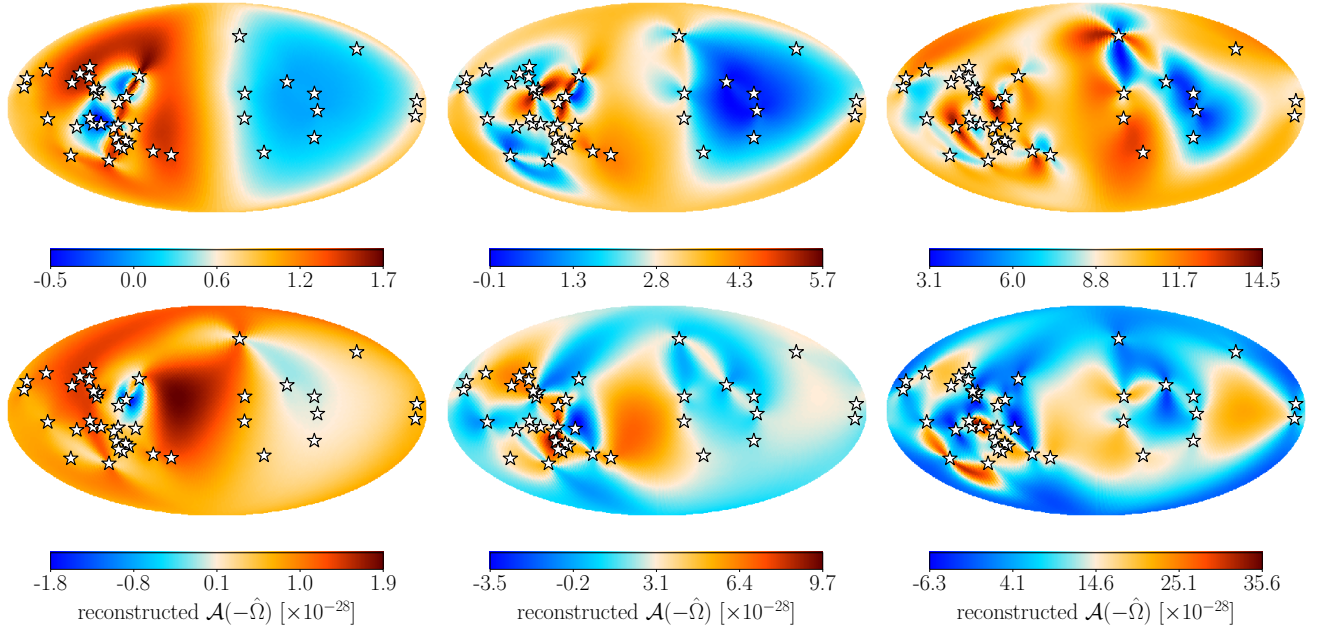 -0.5 0.0 0.6 1.2 1.7
-0.1 1.3 2.8 4.3 5.7
3.1 6.0 8.8 11.7 14.5
-1.8 -0.8 0.1 1.0 1.9
reconstructed 𝒜(−Ω̂) [×10⁻²⁸]
-3.5 -0.2 3.1 6.4 9.7
reconstructed 𝒜(−Ω̂) [×10⁻²⁸]
-6.3 4.1 14.6 25.1 35.6
reconstructed 𝒜(−Ω̂) [×10⁻²⁸]